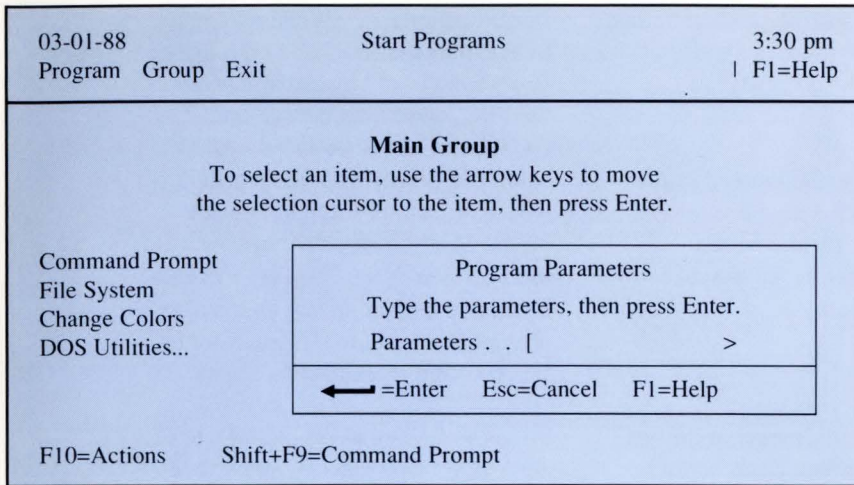 03-01-88 Start Programs 3:30 pm
Program Group Exit | F1=Help
Main Group
To select an item, use the arrow keys to move
the selection cursor to the item, then press Enter.
Command Prompt
File System
Change Colors
DOS Utilities...
Program Parameters
Type the parameters, then press Enter.
Parameters . . [ >
=Enter Esc=Cancel F1=Help
F10=Actions Shift+F9=Command Prompt